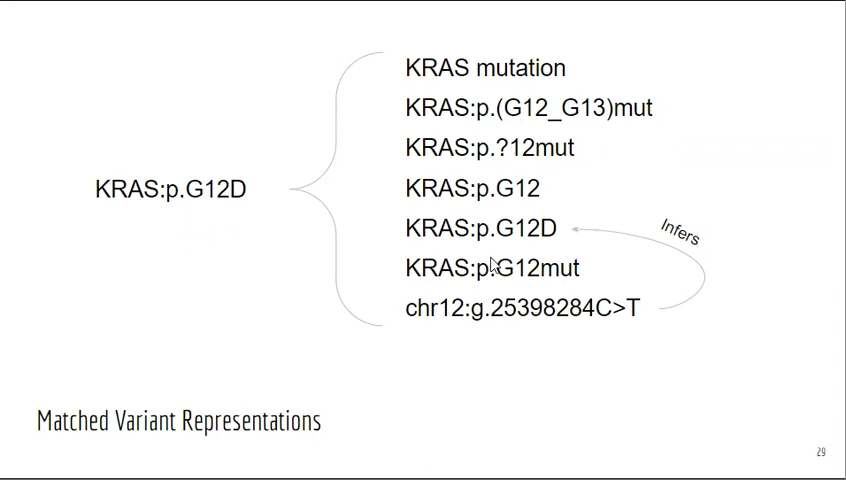 KRAS mutation
KRAS:p.(G12_G13)mut
KRAS:p.?12mut
KRAS:p.G12D
KRAS:p.G12
KRAS:p.G12D
Infers
KRAS:p.G12mut
chr12:g.25398284C>T
Matched Variant Representations
29